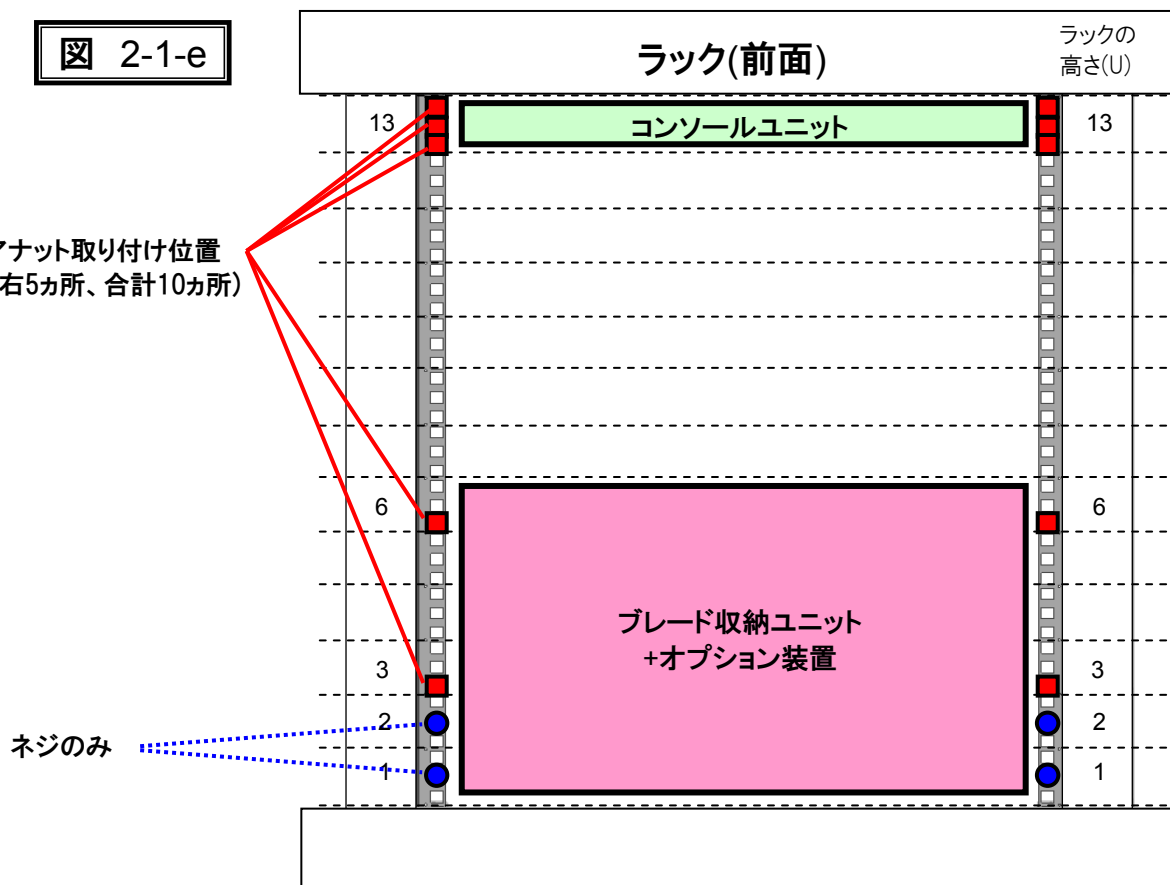 図 2-1-e
ラック(前面)
ラックの
高さ(U)
13
コンソールユニット
13
ナット取り付け位置
右5ヵ所、合計10ヵ所)
6
6
ブレード収納ユニット
+オプション装置
3
3
ネジのみ
2
2
1
1